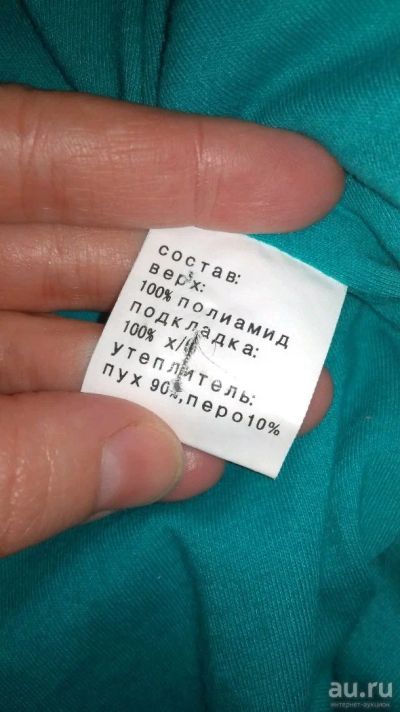 состав:
верх:
100% полиамид
подкладка:
100% х/б
утеплитель:
пух 90%,перо10%
au.ru
интернет-аукцион